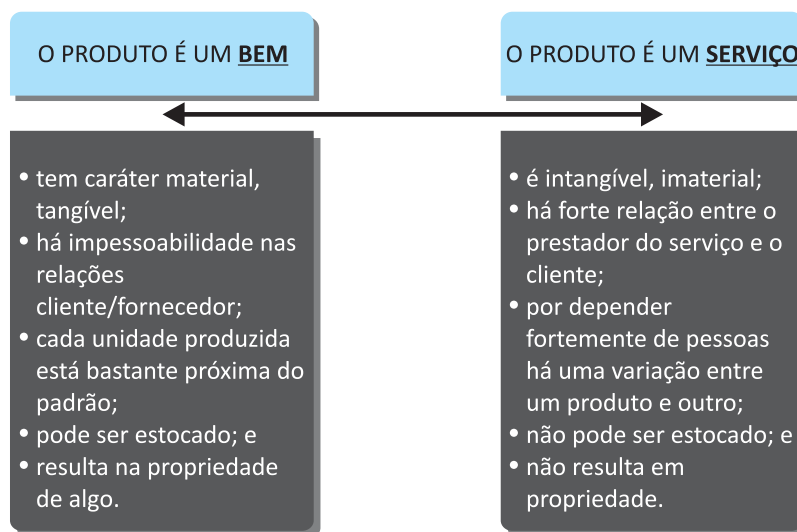 O PRODUTO É UM BEM
• tem caráter material,
tangível;
• há impessoabilidade nas
relações
cliente/fornecedor;
• cada unidade produzida
está bastante próxima do
padrão;
• pode ser estocado; e
• resulta na propriedade
de algo.
O PRODUTO É UM SERVIÇO
• é intangível, imaterial;
• há forte relação entre o
prestador do serviço e o
cliente;
• por depender
fortemente de pessoas
há uma variação entre
um produto e outro;
• não pode ser estocado; e
• não resulta em
propriedade.